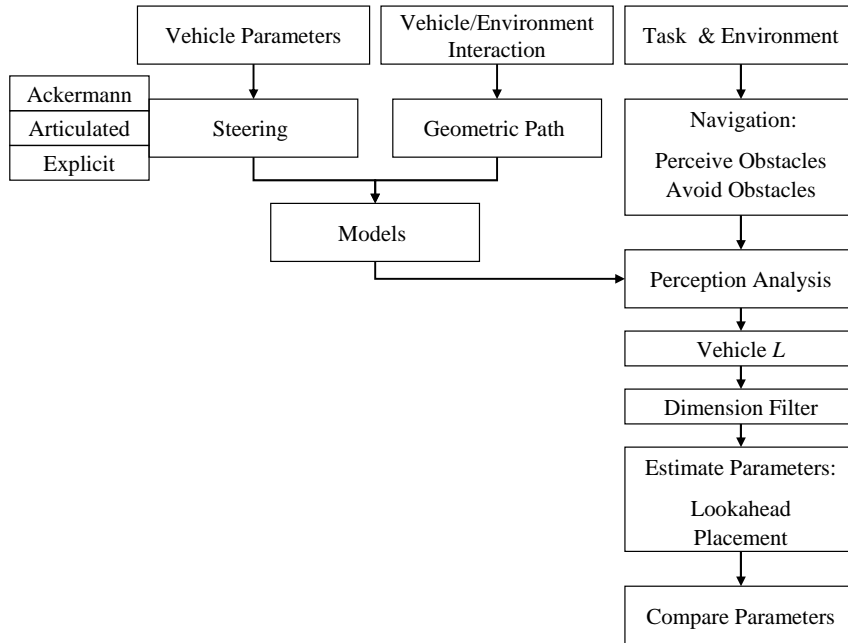 Vehicle Parameters
Vehicle/Environment
Interaction
Task & Environment
Ackermann
Articulated
Explicit
Steering
Geometric Path
Navigation:
Perceive Obstacles
Avoid Obstacles
Models
Perception Analysis
Vehicle L
Dimension Filter
Estimate Parameters:
Lookahead
Placement
Compare Parameters